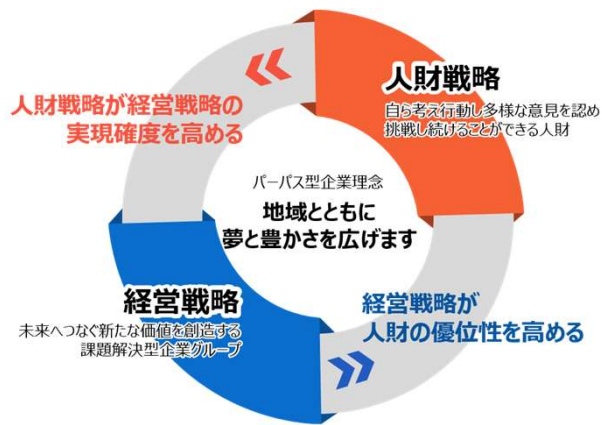 人財戦略
自ら考え行動し多様な意見を認め
挑戦し続けることができる人財
人財戦略が経営戦略の
実現確度を高める
パーパス型企業理念
地域とともに
夢と豊かさを広げます
経営戦略
未来へつなぐ新たな価値を創造する
課題解決型企業グループ
経営戦略が
人財の優位性を高める